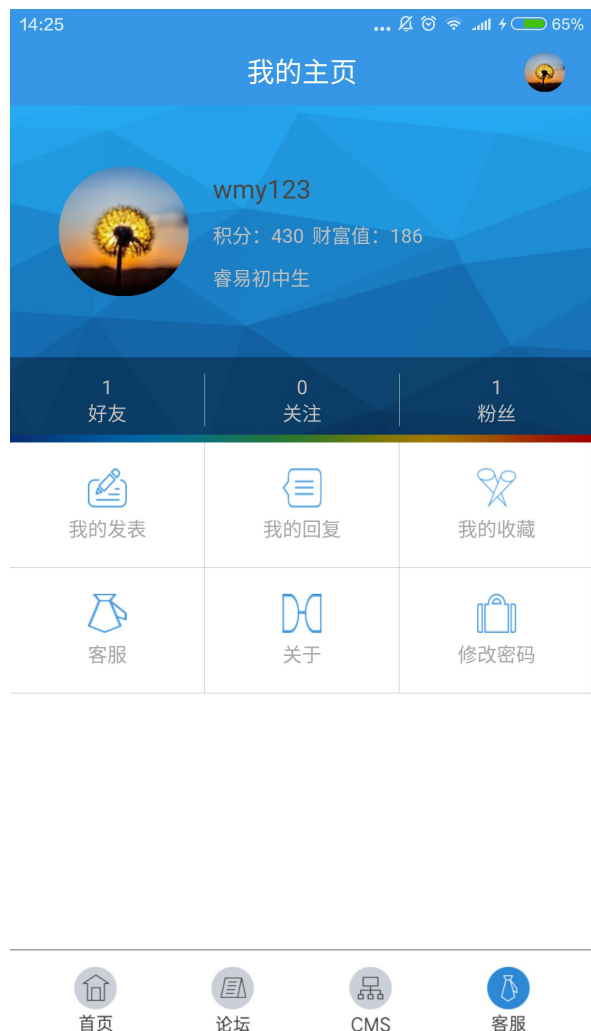 14:25 ... 65%
我的主页
wmy123
积分：430 财富值：186
睿易初中生
1 0 1
好友 关注 粉丝
我的发表 我的回复 我的收藏
客服 关于 修改密码
首页 论坛 CMS 客服